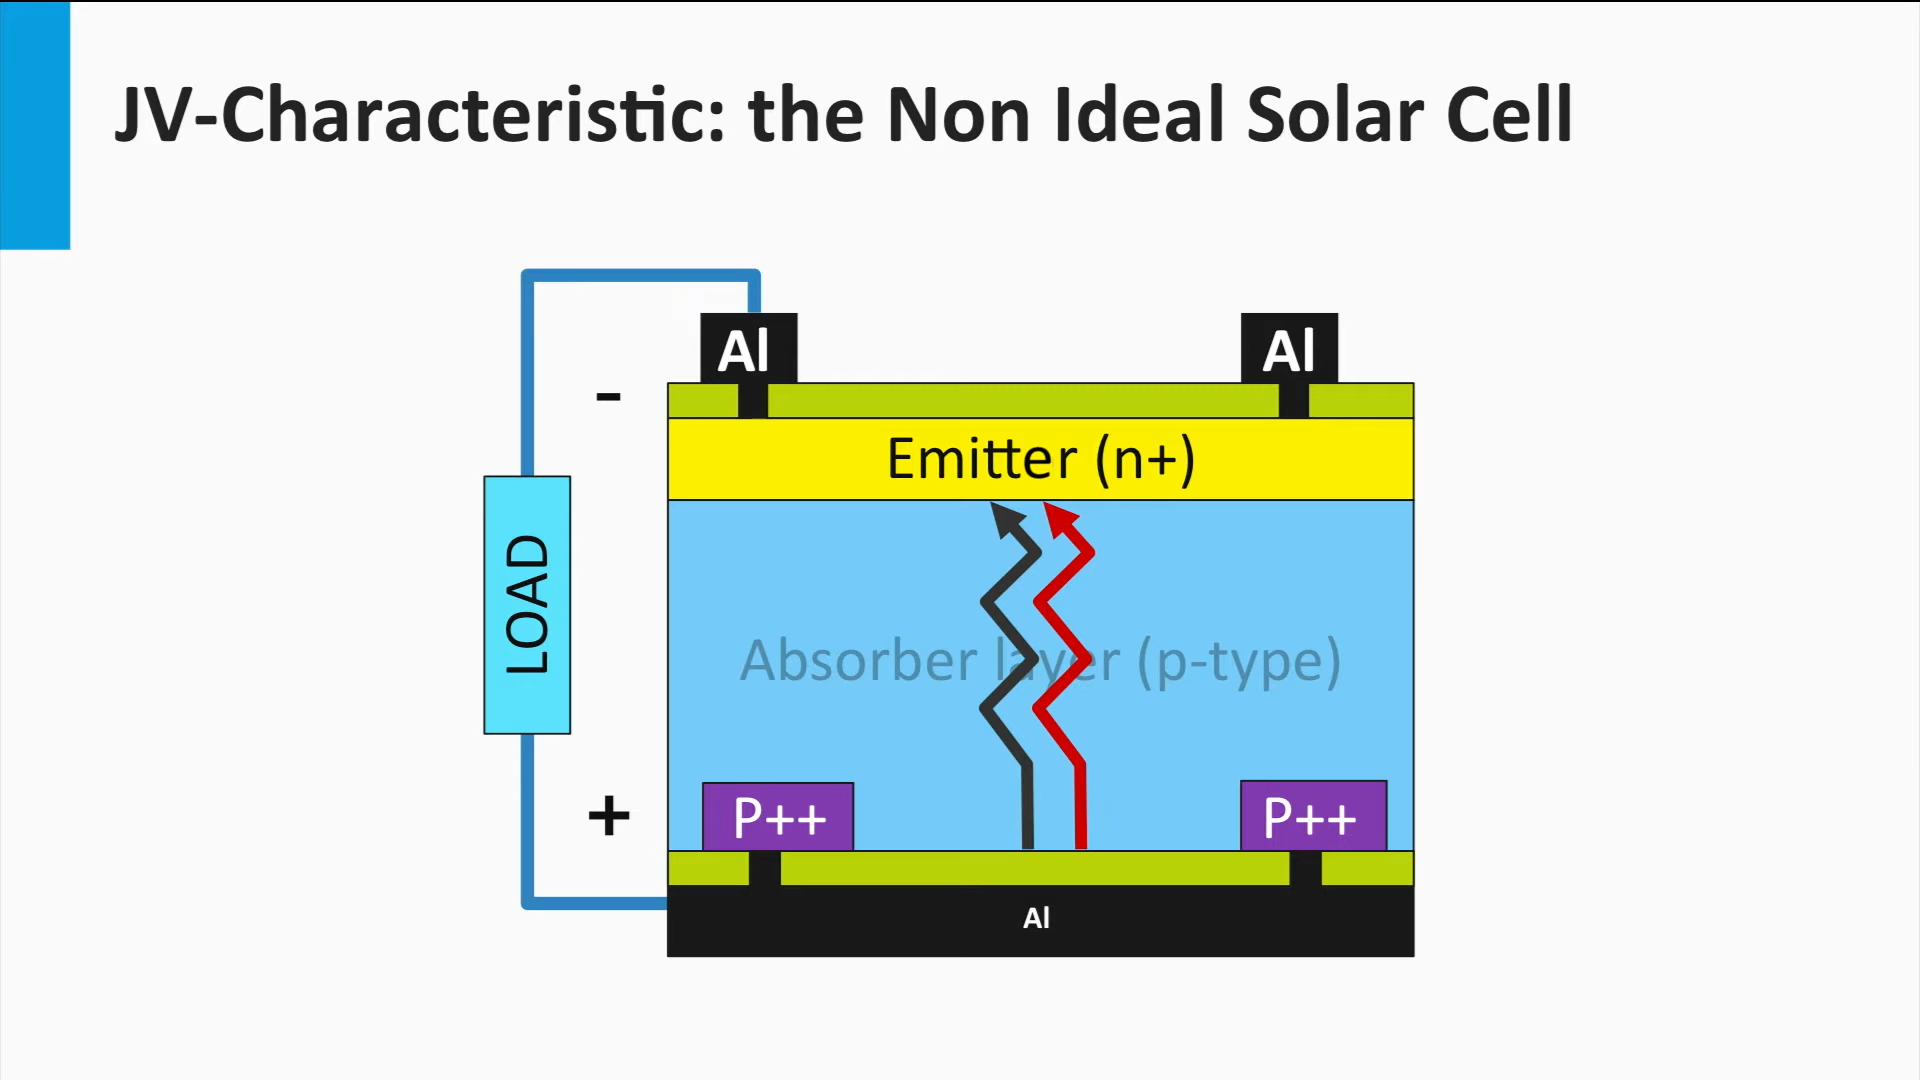 JV-Characteristic: the Non Ideal Solar Cell
Al
Al
-
Emitter (n+)
LOAD
Absorber layer (p-type)
+
P++
P++
Al